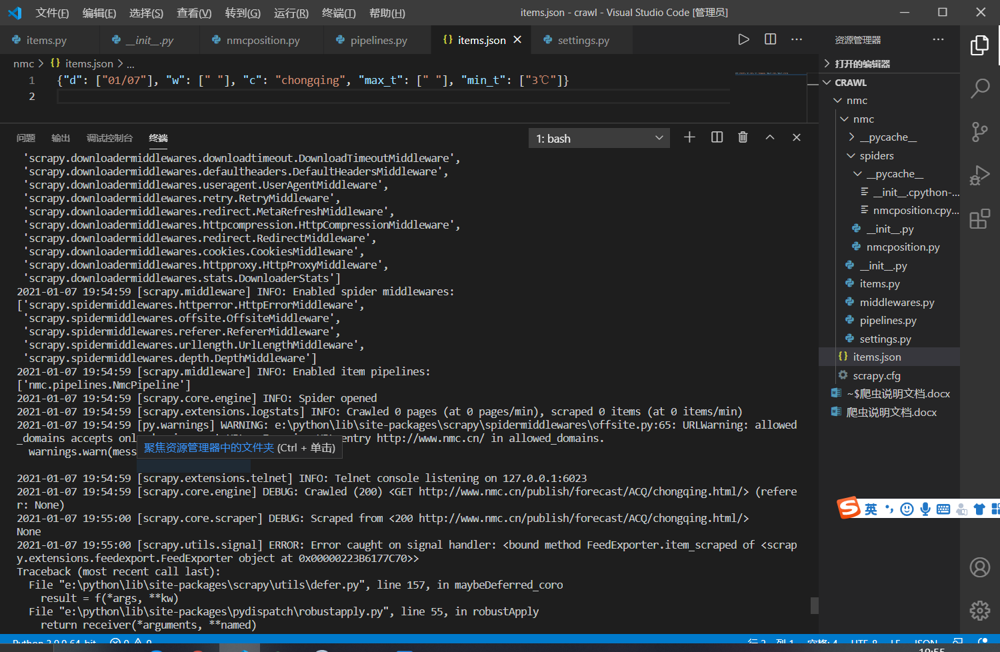 文件(F) 编辑(E) 选择(S) 查看(V) 转到(G) 运行(R) 终端(T) 帮助(H) items.json - crawl - Visual Studio Code [管理员]
items.py __init__.py nmcposition.py pipelines.py {} items.json settings.py
nmc > {} items.json > ...
1 {"d": ["01/07"], "w": [" "], "c": "chongqing", "max_t": [" "], "min_t": ["3℃"]}
2
问题 输出 调试控制台 终端 1: bash
'scrapy.downloadermiddlewares.downloadtimeout.DownloadTimeoutMiddleware',
'scrapy.downloadermiddlewares.defaultheaders.DefaultHeadersMiddleware',
'scrapy.downloadermiddlewares.useragent.UserAgentMiddleware',
'scrapy.downloadermiddlewares.retry.RetryMiddleware',
'scrapy.downloadermiddlewares.redirect.MetaRefreshMiddleware',
'scrapy.downloadermiddlewares.httpcompression.HttpCompressionMiddleware',
'scrapy.downloadermiddlewares.redirect.RedirectMiddleware',
'scrapy.downloadermiddlewares.cookies.CookiesMiddleware',
'scrapy.downloadermiddlewares.httpproxy.HttpProxyMiddleware',
'scrapy.downloadermiddlewares.stats.DownloaderStats']
2021-01-07 19:54:59 [scrapy.middleware] INFO: Enabled spider middlewares:
['scrapy.spidermiddlewares.httperror.HttpErrorMiddleware',
'scrapy.spidermiddlewares.offsite.OffsiteMiddleware',
'scrapy.spidermiddlewares.referer.RefererMiddleware',
'scrapy.spidermiddlewares.urllength.UrlLengthMiddleware',
'scrapy.spidermiddlewares.depth.DepthMiddleware']
2021-01-07 19:54:59 [scrapy.middleware] INFO: Enabled item pipelines:
['nmc.pipelines.NmcPipeline']
2021-01-07 19:54:59 [scrapy.core.engine] INFO: Spider opened
2021-01-07 19:54:59 [scrapy.extensions.logstats] INFO: Crawled 0 pages (at 0 pages/min), scraped 0 items (at 0 items/min)
2021-01-07 19:54:59 [py.warnings] WARNING: e:\python\lib\site-packages\scrapy\spidermiddlewares\offsite.py:65: URLWarning: allowed
_domains accepts onl entry http://www.nmc.cn/ in allowed_domains.
warnings.warn(mess
聚焦资源管理器中的文件夹 (Ctrl + 单击)
2021-01-07 19:54:59 [scrapy.extensions.telnet] INFO: Telnet console listening on 127.0.0.1:6023
2021-01-07 19:54:59 [scrapy.core.engine] DEBUG: Crawled (200) <GET http://www.nmc.cn/publish/forecast/ACQ/chongqing.html/> (refere
r: None)
2021-01-07 19:55:00 [scrapy.core.scraper] DEBUG: Scraped from <200 http://www.nmc.cn/publish/forecast/ACQ/chongqing.html/>
None
2021-01-07 19:55:00 [scrapy.utils.signal] ERROR: Error caught on signal handler: <bound method FeedExporter.item_scraped of <scrap
y.extensions.feedexport.FeedExporter object at 0x00000223B6177C70>>
Traceback (most recent call last):
File "e:\python\lib\site-packages\scrapy\utils\defer.py", line 157, in maybeDeferred_coro
result = f(*args, **kw)
File "e:\python\lib\site-packages\pydispatch\robustapply.py", line 55, in robustApply
return receiver(*arguments, **named)
资源管理器
打开的编辑器
CRAWL
nmc
nmc
__pycache__
spiders
__pycache__
__init__.cpython-...
nmcposition.cpy...
__init__.py
nmcposition.py
__init__.py
items.py
middlewares.py
pipelines.py
settings.py
{} items.json
scrapy.cfg
~$爬虫说明文档.docx
爬虫说明文档.docx
S 英
Python 3.9.0 64-bit 0 0 行 2, 列 1 空格: 4 UTF-8 LF JSON
19:55